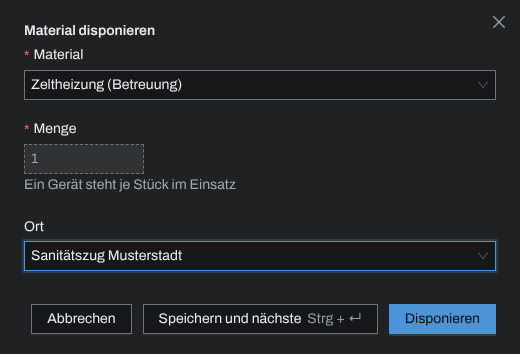 Material disponieren
* Material
Zeltheizung (Betreuung)
* Menge
1
Ein Gerät steht je Stück im Einsatz
Ort
Sanitätszug Musterstadt
Abbrechen
Speichern und nächste Strg + ↵
Disponieren